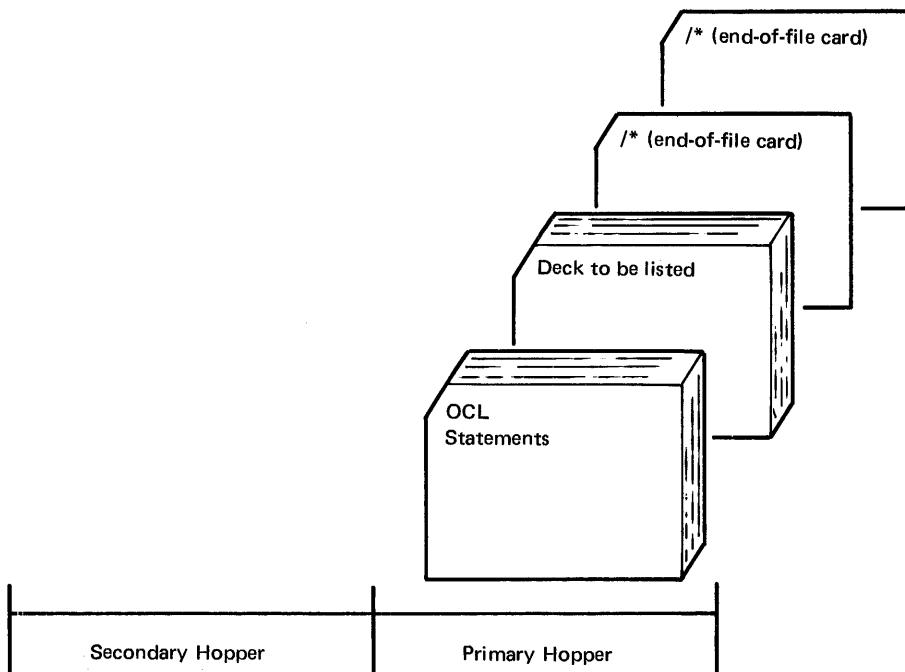 /* (end-of-file card)
/* (end-of-file card)
Deck to be listed
OCL
Statements
Secondary Hopper
Primary Hopper